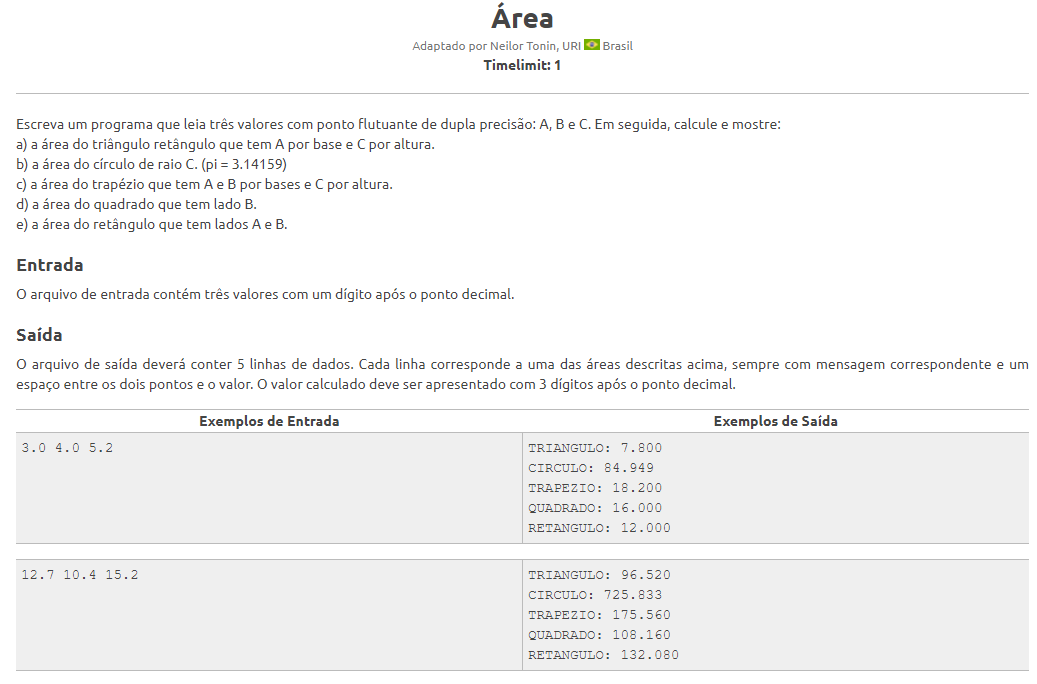 Área
Adaptado por Neilor Tonin, URI Brasil
Timelimit: 1
Escreva um programa que leia três valores com ponto flutuante de dupla precisão: A, B e C. Em seguida, calcule e mostre:
a) a área do triângulo retângulo que tem A por base e C por altura.
b) a área do círculo de raio C. (pi = 3.14159)
c) a área do trapézio que tem A e B por bases e C por altura.
d) a área do quadrado que tem lado B.
e) a área do retângulo que tem lados A e B.
Entrada
O arquivo de entrada contém três valores com um dígito após o ponto decimal.
Saída
O arquivo de saída deverá conter 5 linhas de dados. Cada linha corresponde a uma das áreas descritas acima, sempre com mensagem correspondente e um
espaço entre os dois pontos e o valor. O valor calculado deve ser apresentado com 3 dígitos após o ponto decimal.
Exemplos de Entrada
Exemplos de Saída
3.0 4.0 5.2
TRIANGULO: 7.800
CIRCULO: 84.949
TRAPEZIO: 18.200
QUADRADO: 16.000
RETANGULO: 12.000
12.7 10.4 15.2
TRIANGULO: 96.520
CIRCULO: 725.833
TRAPEZIO: 175.560
QUADRADO: 108.160
RETANGULO: 132.080